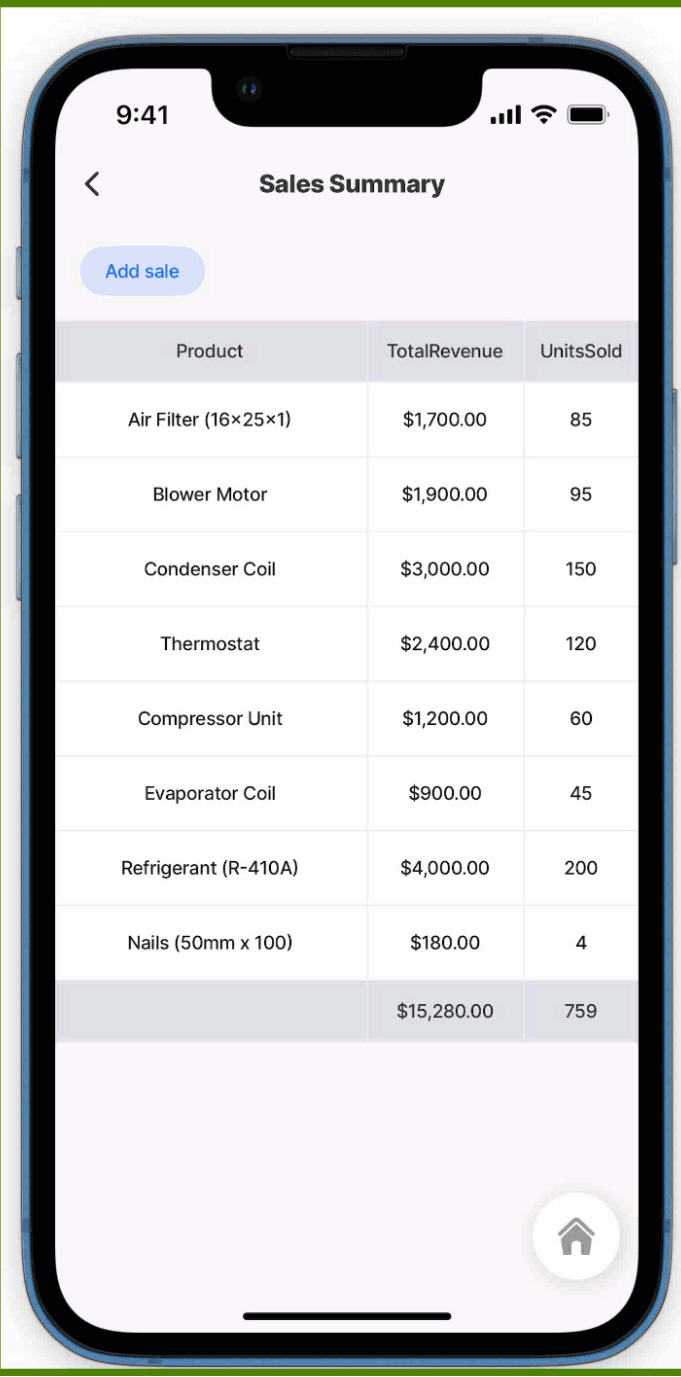 9:41
Sales Summary
Add sale
Product TotalRevenue UnitsSold
Air Filter (16×25×1) $1,700.00 85
Blower Motor $1,900.00 95
Condenser Coil $3,000.00 150
Thermostat $2,400.00 120
Compressor Unit $1,200.00 60
Evaporator Coil $900.00 45
Refrigerant (R-410A) $4,000.00 200
Nails (50mm x 100) $180.00 4
$15,280.00 759